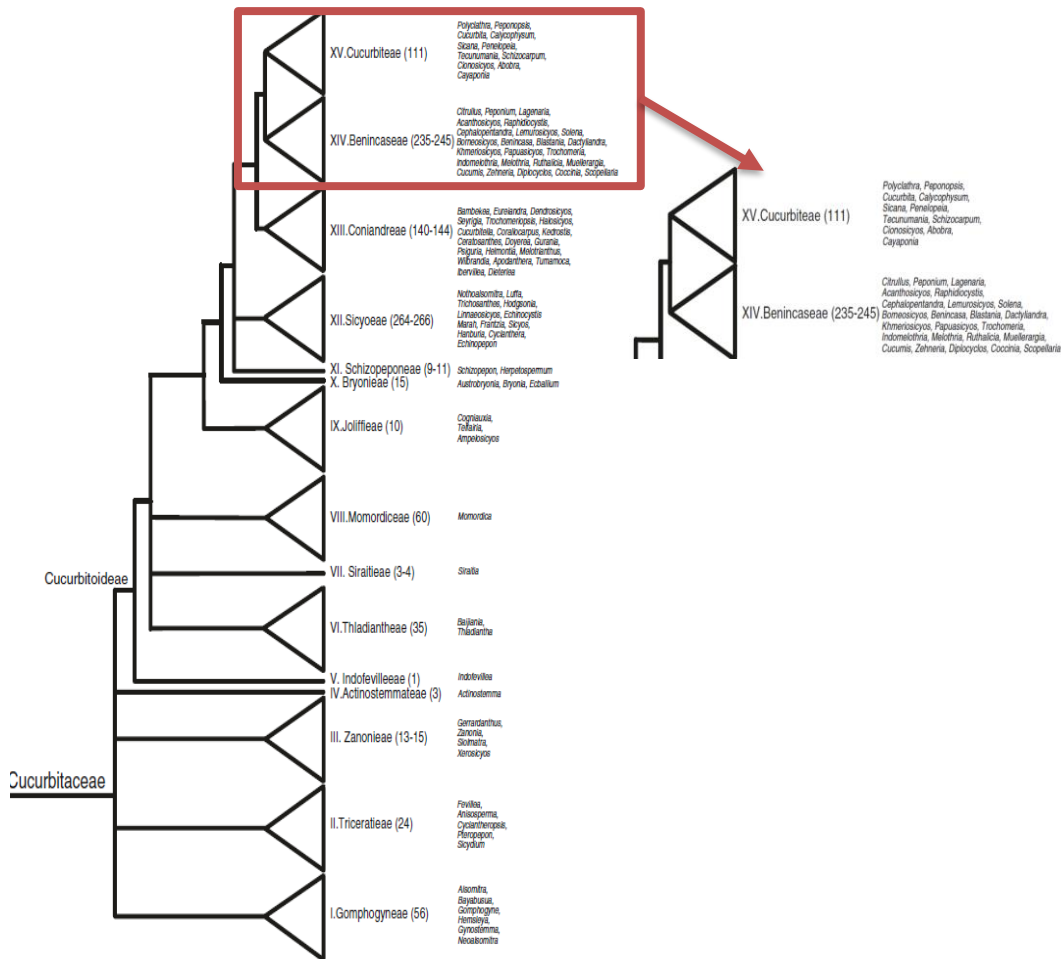 XV.Cucurbiteae (111)
Polyclathra, Peponopsis,
Cucurbita, Calycophysum,
Sicana, Penelopeia,
Tecunumania, Schizocarpum,
Cionosicyos, Abobra,
Cayaponia
XIV.Benincaseae (235-245)
Citrullus, Peponium, Lagenaria,
Acanthosicyos, Raphidiocystis,
Cephalopentandra, Lemurosicyos, Solena,
Borneosicyos, Benincasa, Blastania, Dactyliandra,
Khmeriosicyos, Papuasicyos, Trochomeria,
Indomelothria, Melothria, Ruthalicia, Muellerargia,
Cucumis, Zehneria, Diplocyclos, Coccinia, Scopellaria
XIII.Coniandreae (140-144)
Bambekea, Eureiandra, Dendrosicyos,
Seyrigia, Trochomeriopsis, Halosicyos,
Cucurbitella, Corallocarpus, Kedrostis,
Ceratosanthes, Doyerea, Gurania,
Psiguria, Helmontia, Melotrianthus,
Wilbrandia, Apodanthera, Tumamoca,
Ibervillea, Dieterlea
XII.Sicyoeae (264-266)
Nothoalsomitra, Luffa,
Trichosanthes, Hodgsonia,
Linnaeosicyos, Echinocystis
Marah, Frantzia, Sicyos,
Hanburia, Cyclanthera,
Echinopepon
XI. Schizopeponeae (9-11)
Schizopepon, Herpetospermum
X. Bryonieae (15)
Austrobryonia, Bryonia, Ecballium
IX.Joliffieae (10)
Cogniauxia,
Telfairia,
Ampelosicyos
VIII.Momordiceae (60)
Momordica
Cucurbitoideae
VII. Siraitieae (3-4)
Siraitia
VI.Thladiantheae (35)
Baijiania,
Thladiantha
V. Indofevilleeae (1)
Indofevillea
IV.Actinostemmateae (3)
Actinostemma
III. Zanonieae (13-15)
Gerrardanthus,
Zanonia,
Siolmatra,
Xerosicyos
Cucurbitaceae
II.Triceratieae (24)
Fevillea,
Anisosperma,
Cyclantheropsis,
Pteropepon,
Sicydium
I.Gomphogyneae (56)
Alsomitra,
Bayabusua,
Gomphogyne,
Hemsleya,
Gynostemma,
Neoalsomitra
XV.Cucurbiteae (111)
Polyclathra, Peponopsis,
Cucurbita, Calycophysum,
Sicana, Penelopeia,
Tecunumania, Schizocarpum,
Cionosicyos, Abobra,
Cayaponia
XIV.Benincaseae (235-245)
Citrullus, Peponium, Lagenaria,
Acanthosicyos, Raphidiocystis,
Cephalopentandra, Lemurosicyos, Solena,
Borneosicyos, Benincasa, Blastania, Dactyliandra,
Khmeriosicyos, Papuasicyos, Trochomeria,
Indomelothria, Melothria, Ruthalicia, Muellerargia,
Cucumis, Zehneria, Diplocyclos, Coccinia, Scopellaria